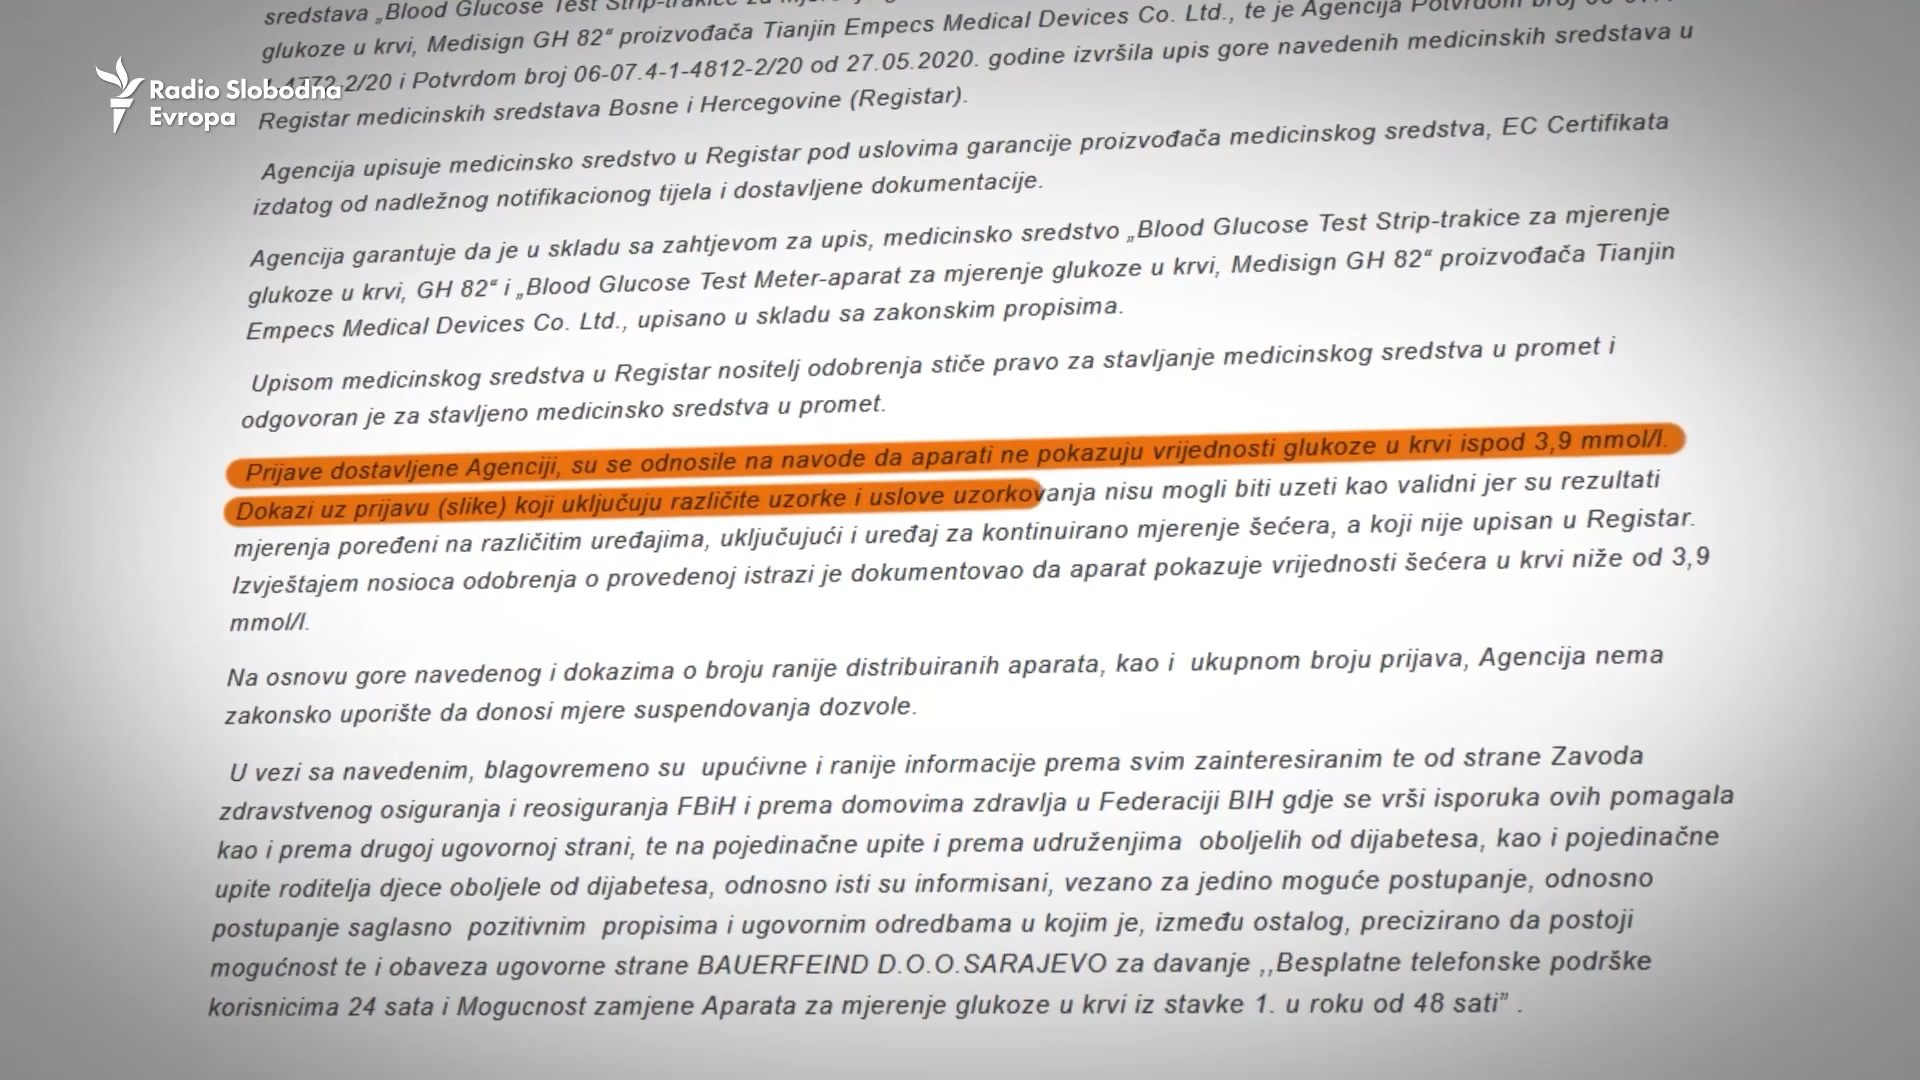 sredstava „Blood Glucose Test Strip-trakice za
glukoze u krvi, Medisign GH 82“ proizvođača Tianjin Empecs Medical Devices Co. Ltd., te je Agencija Potvrdom broj
2/20 i Potvrdom broj 06-07.4-1-4812-2/20 od 27.05.2020. godine izvršila upis gore navedenih medicinskih sredstava u
Radio Slobodna
Evropa
Registar medicinskih sredstava Bosne i Hercegovine (Registar).
Agencija upisuje medicinsko sredstvo u Registar pod uslovima garancije proizvođača medicinskog sredstva, EC Certifikata
izdatog od nadležnog notifikacionog tijela i dostavljene dokumentacije.
Agencija garantuje da je u skladu sa zahtjevom za upis, medicinsko sredstvo „Blood Glucose Test Strip-trakice za mjerenje
glukoze u krvi, GH 82“ i „Blood Glucose Test Meter-aparat za mjerenje glukoze u krvi, Medisign GH 82“ proizvođača Tianjin
Empecs Medical Devices Co. Ltd., upisano u skladu sa zakonskim propisima.
Upisom medicinskog sredstva u Registar nositelj odobrenja stiče pravo za stavljanje medicinskog sredstva u promet i
odgovoran je za stavljeno medicinsko sredstva u promet.
Prijave dostavljene Agenciji, su se odnosile na navode da aparati ne pokazuju vrijednosti glukoze u krvi ispod 3,9 mmol/l.
Dokazi uz prijavu (slike) koji uključuju različite uzorke i uslove uzorkovanja nisu mogli biti uzeti kao validni jer su rezultati
mjerenja poređeni na različitim uređajima, uključujući i uređaj za kontinuirano mjerenje šećera, a koji nije upisan u Registar.
Izvještajem nosioca odobrenja o provedenoj istrazi je dokumentovao da aparat pokazuje vrijednosti šećera u krvi niže od 3,9
mmol/l.
Na osnovu gore navedenog i dokazima o broju ranije distribuiranih aparata, kao i ukupnom broju prijava, Agencija nema
zakonsko uporište da donosi mjere suspendovanja dozvole.
U vezi sa navedenim, blagovremeno su upućivne i ranije informacije prema svim zainteresiranim te od strane Zavoda
zdravstvenog osiguranja i reosiguranja FBiH i prema domovima zdravlja u Federaciji BIH gdje se vrši isporuka ovih pomagala
kao i prema drugoj ugovornoj strani, te na pojedinačne upite i prema udruženjima oboljelih od dijabetesa, kao i pojedinačne
upite roditelja djece oboljele od dijabetesa, odnosno isti su informisani, vezano za jedino moguće postupanje, odnosno
postupanje saglasno pozitivnim propisima i ugovornim odredbama u kojim je, između ostalog, precizirano da postoji
mogućnost te i obaveza ugovorne strane BAUERFEIND D.O.O.SARAJEVO za davanje ,,Besplatne telefonske podrške
korisnicima 24 sata i Mogucnost zamjene Aparata za mjerenje glukoze u krvi iz stavke 1. u roku od 48 sati” .